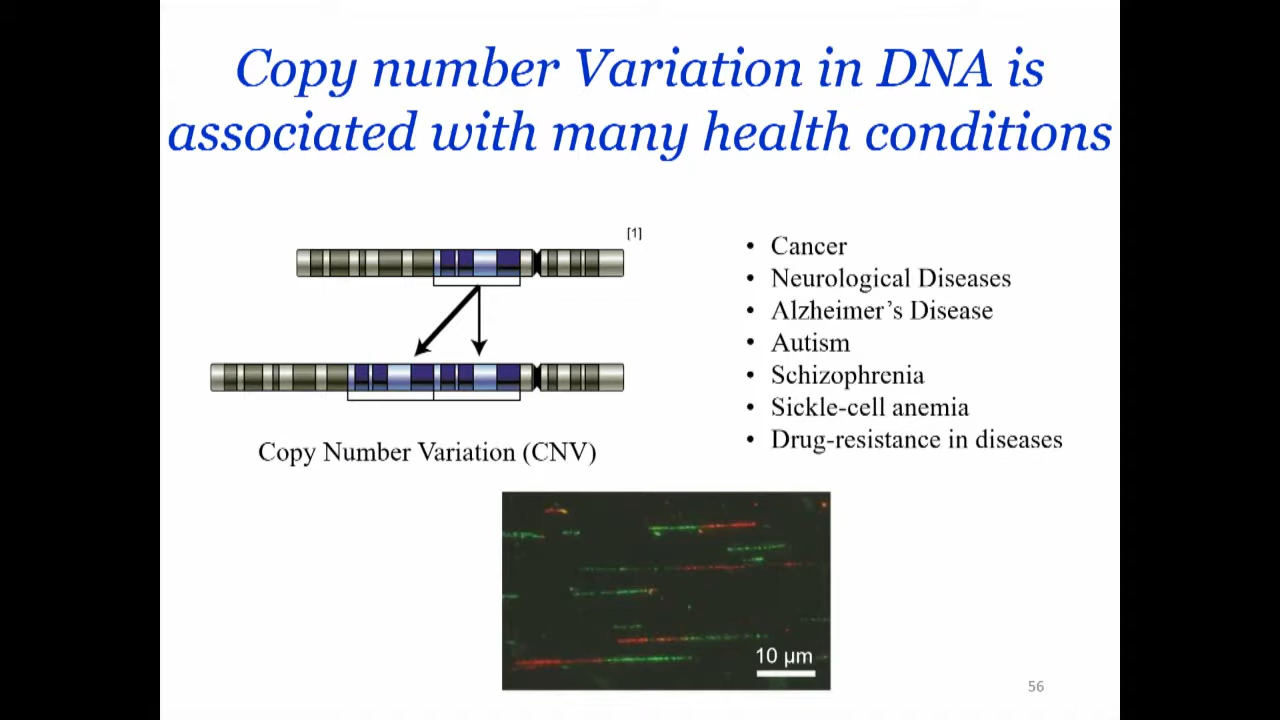 Copy number Variation in DNA is
associated with many health conditions
[1]
• Cancer
• Neurological Diseases
• Alzheimer’s Disease
• Autism
• Schizophrenia
• Sickle-cell anemia
• Drug-resistance in diseases
Copy Number Variation (CNV)
10 μm
56